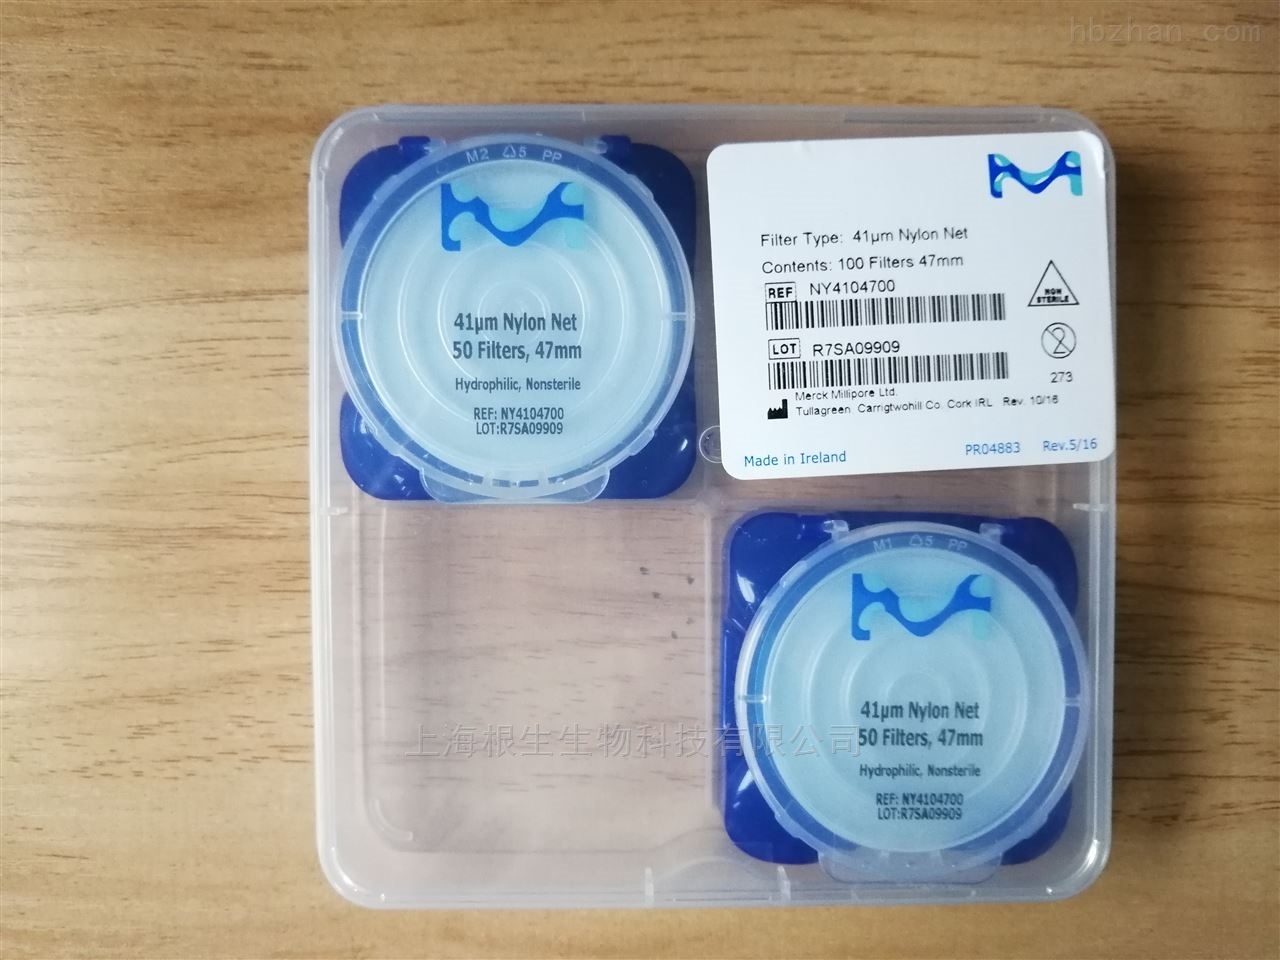 hbzhan.com
M2 5 PP
41µm Nylon Net
50 Filters, 47mm
Hydrophilic, Nonsterile
REF: NY4104700
LOT:R7SA09909
Filter Type: 41µm Nylon Net
Contents: 100 Filters 47mm
REF NY4104700
NON
STERILE
LOT R7SA09909
2
273
Merck Millipore Ltd.
Tullagreen, Carrigtwohill Co. Cork IRL Rev. 10/16
Made in Ireland PR04883 Rev.5/16
M1 5 PP
41µm Nylon Net
50 Filters, 47mm
Hydrophilic, Nonsterile
REF: NY4104700
LOT:R7SA09909
上海根生生物科技有限公司